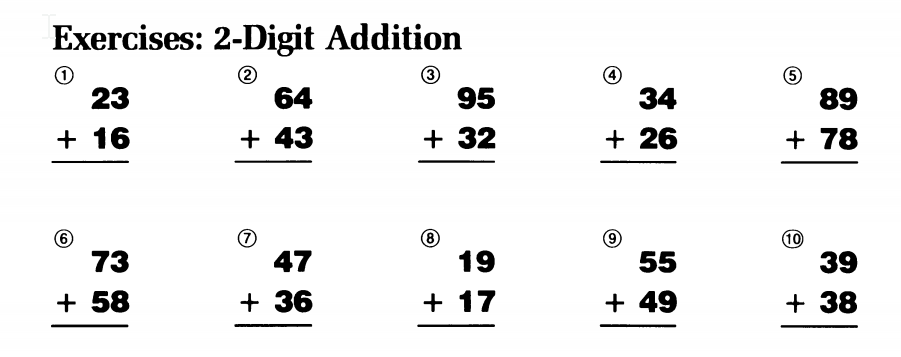 Exercises: 2-Digit Addition
① ② ③ ④ ⑤
23 64 95 34 89
+ 16 + 43 + 32 + 26 + 78
⑥ ⑦ ⑧ ⑨ ⑩
73 47 19 55 39
+ 58 + 36 + 17 + 49 + 38